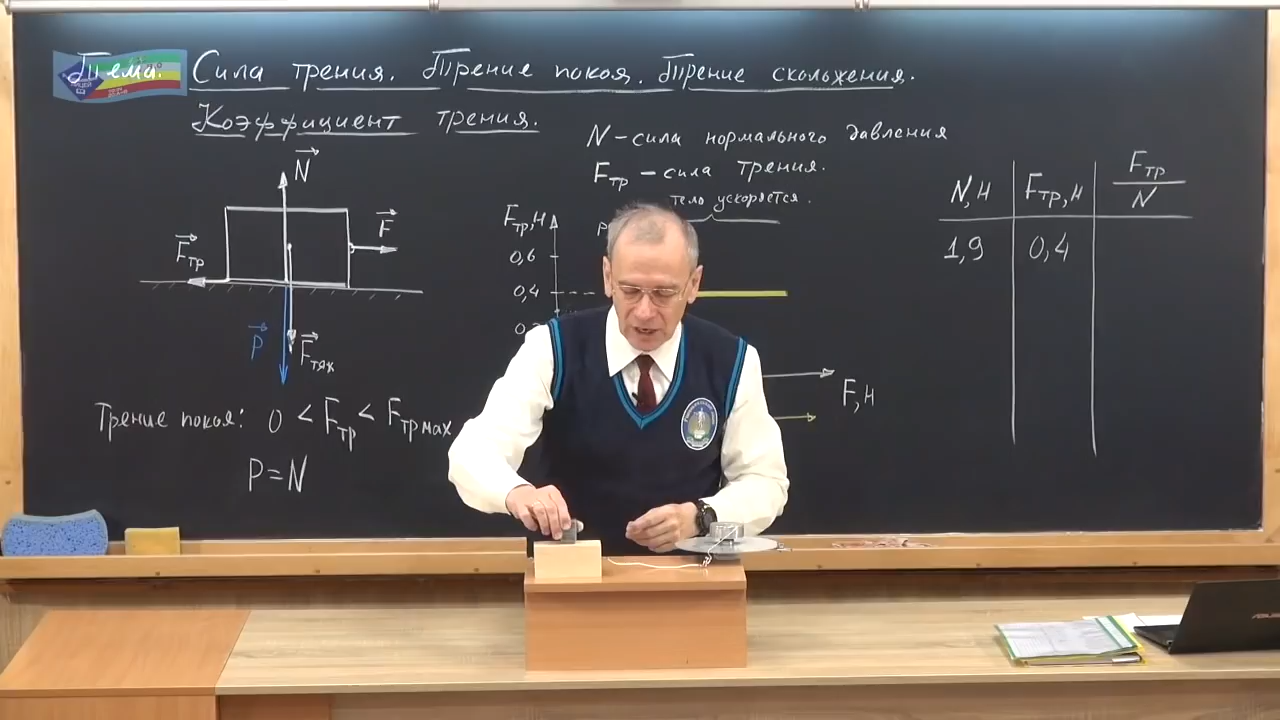 Тема. Сила трения. Трение покоя. Трение скольжения.
Коэффициент трения.
N - сила нормального давления
Fтр - сила трения.
тело ускоряется.
N
F
Fтр
P
Fтяж
Трение покоя: 0 < Fтр < Fтр мах
P = N
Fтр, Н
0,6
0,4
F, Н
N, Н Fтр, Н Fтр/N
1,9 0,4